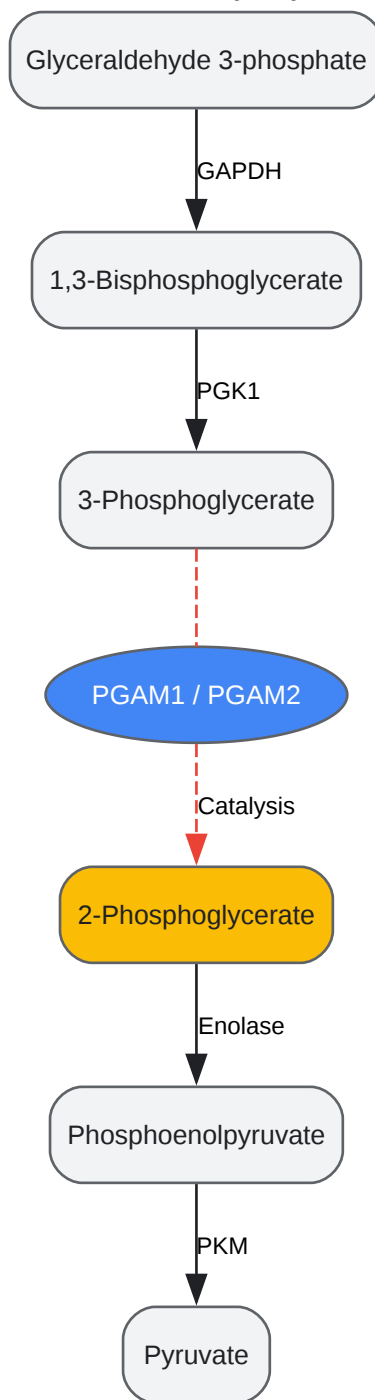 Glyceraldehyde 3-phosphate
GAPDH
1,3-Bisphosphoglycerate
PGK1
3-Phosphoglycerate
PGAM1 / PGAM2
Catalysis
2-Phosphoglycerate
Enolase
Phosphoenolpyruvate
PKM
Pyruvate